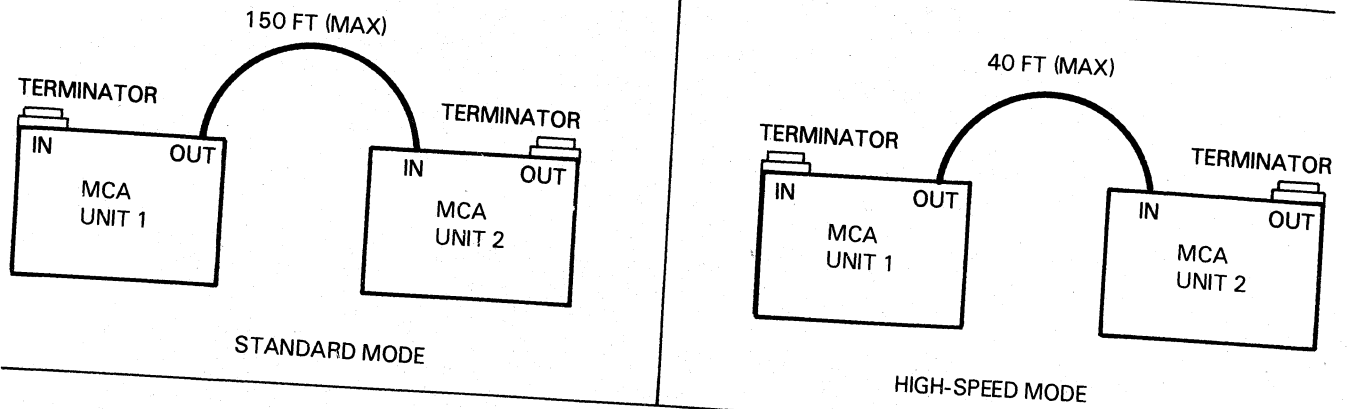 150 FT (MAX)
TERMINATOR
TERMINATOR
IN
OUT
IN
OUT
MCA
UNIT 1
MCA
UNIT 2
STANDARD MODE
40 FT (MAX)
TERMINATOR
TERMINATOR
IN
OUT
IN
OUT
MCA
UNIT 1
MCA
UNIT 2
HIGH-SPEED MODE